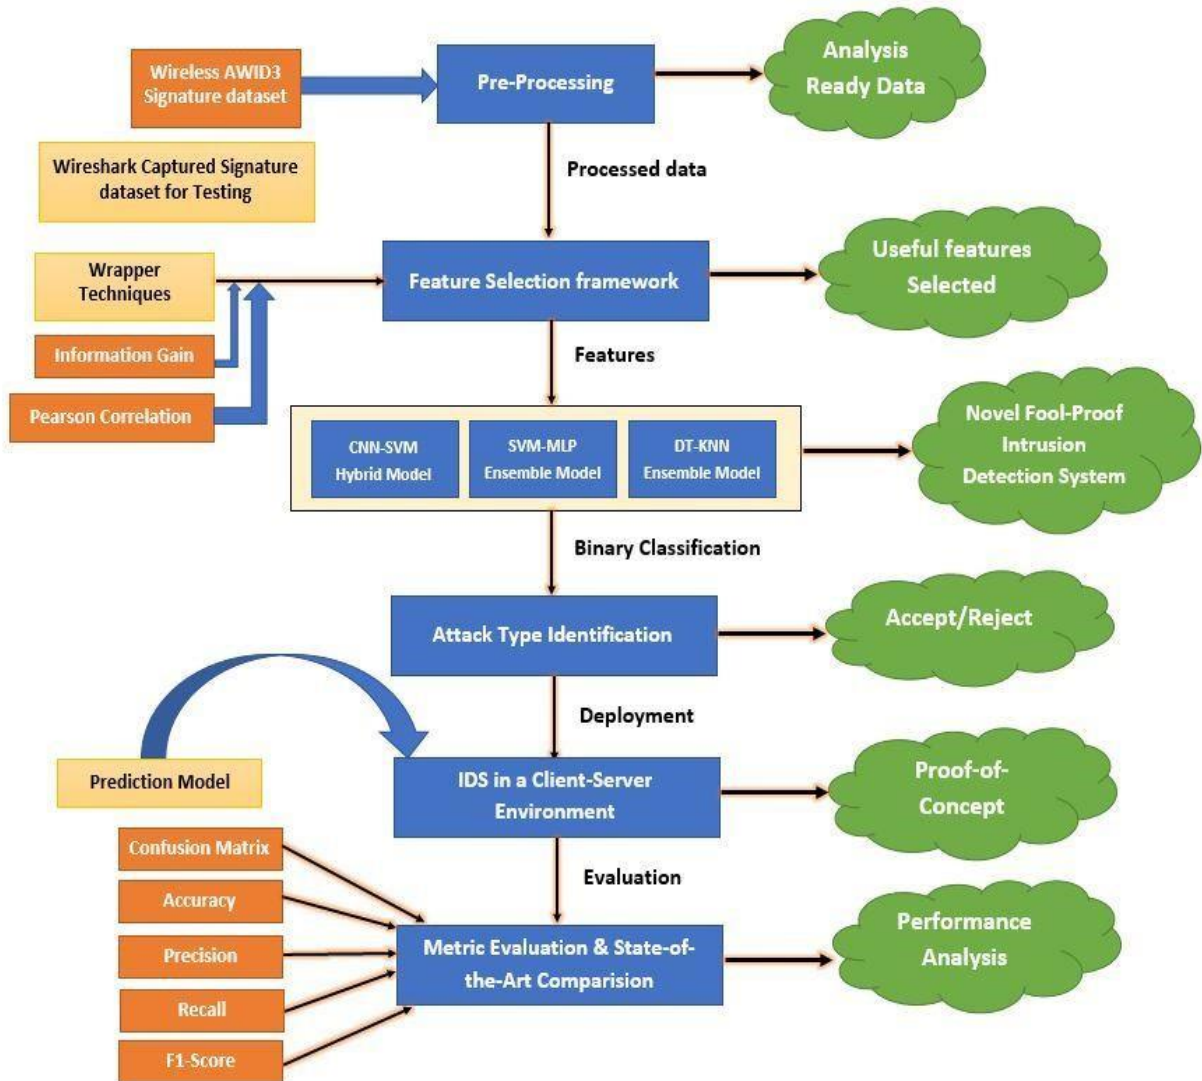 Wireless AWID3
Signature dataset
Pre-Processing
Analysis
Ready Data
Wireshark Captured Signature
dataset for Testing
Processed data
Wrapper
Techniques
Feature Selection framework
Useful features
Selected
Information Gain
Features
Pearson Correlation
CNN-SVM
Hybrid Model
SVM-MLP
Ensemble Model
DT-KNN
Ensemble Model
Novel Fool-Proof
Intrusion
Detection System
Binary Classification
Attack Type Identification
Accept/Reject
Deployment
Prediction Model
IDS in a Client-Server
Environment
Proof-of-
Concept
Confusion Matrix
Evaluation
Accuracy
Precision
Recall
F1-Score
Metric Evaluation & State-of-
the-Art Comparision
Performance
Analysis